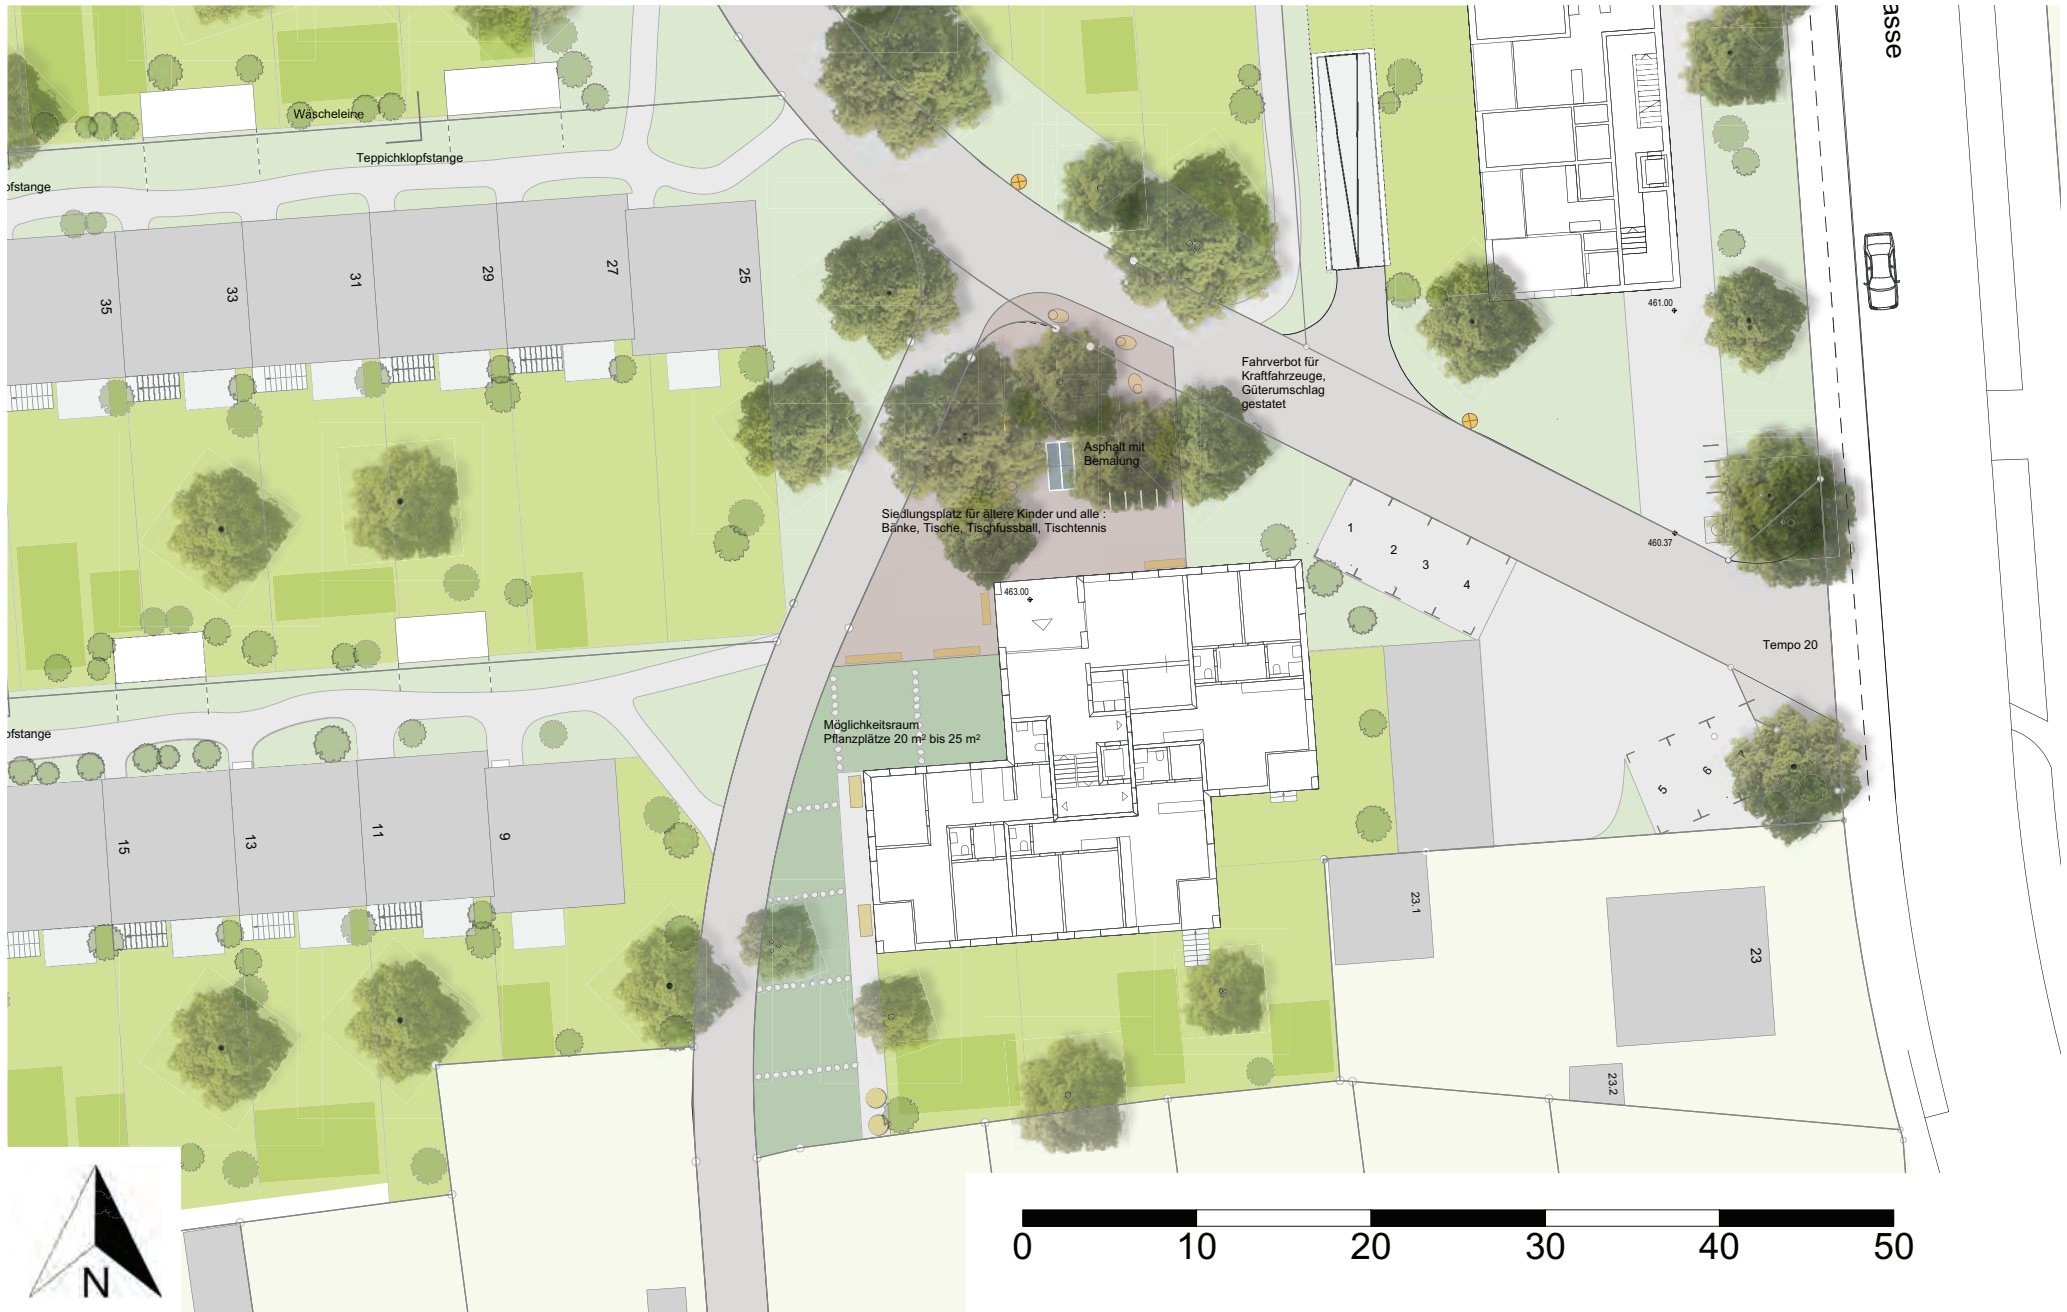 asse
Wäscheleine
Teppichklopfstange
ofstange
35
33
31
29
27
25
461.00
Fahrverbot für
Kraftfahrzeuge,
Güterumschlag
gestattet
Asphalt mit
Bemalung
Siedlungsplatz für ältere Kinder und alle :
Bänke, Tische, Tischfussball, Tischtennis
1
2
3
4
460.37
463.00
Tempo 20
Möglichkeitsraum
Pflanzplätze 20 m² bis 25 m²
ofstange
15
13
11
9
5
6
7
23.1
23
23.2
N
0 10 20 30 40 50